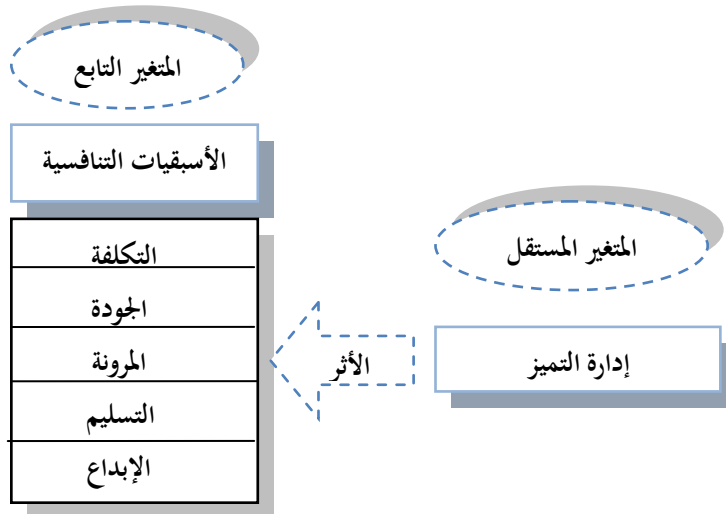 المتغير التابع
الأسبقيات التنافسية
التكلفة
الجودة
المرونة
التسليم
الإبداع
المتغير المستقل
إدارة التميز
الأثر